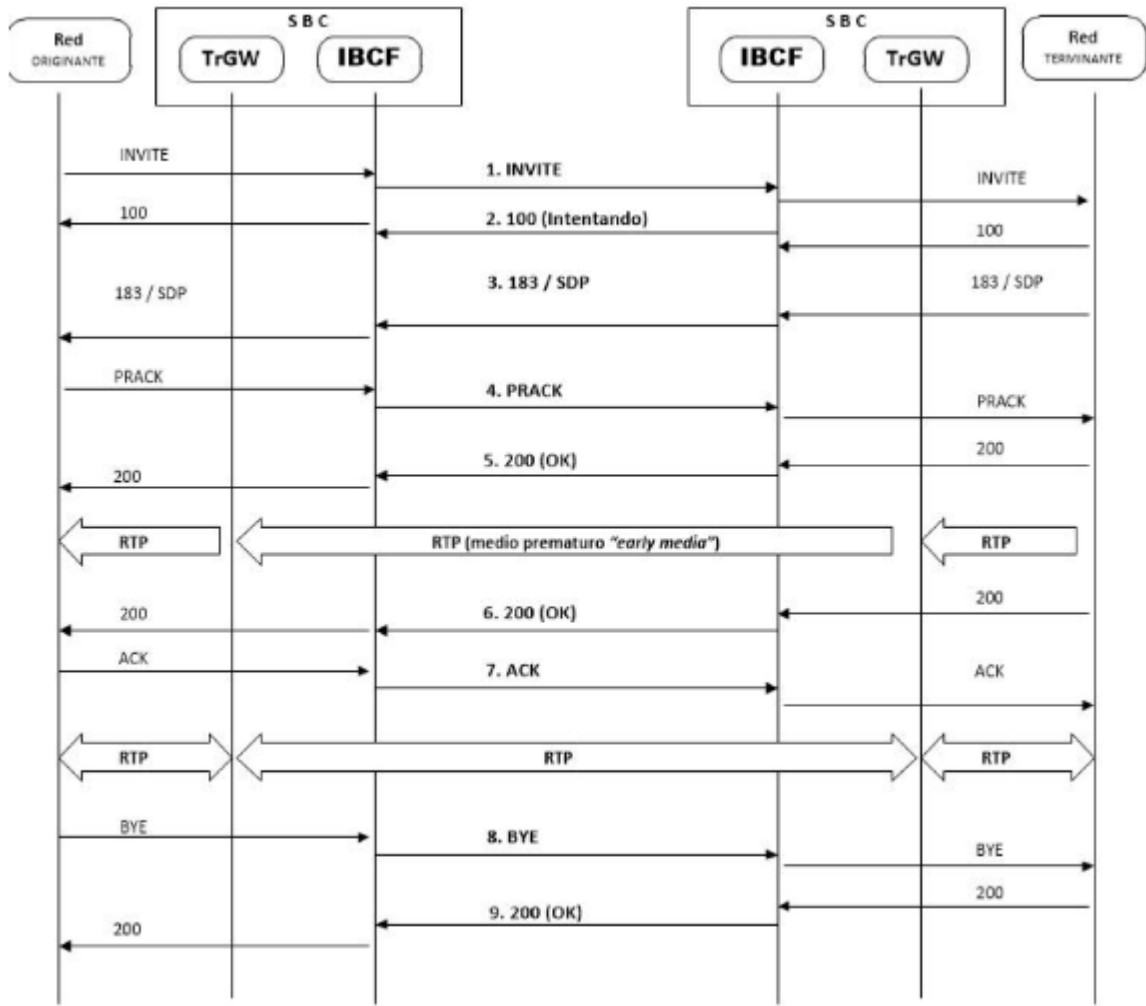 S B C
S B C
Red
ORIGINANTE
TrGW
IBCF
IBCF
TrGW
Red
TERMINANTE
INVITE
1. INVITE
INVITE
100
2. 100 (Intentando)
100
183 / SDP
3. 183 / SDP
183 / SDP
PRACK
4. PRACK
PRACK
200
5. 200 (OK)
200
RTP
RTP (medio prematuro “early media”)
RTP
200
6. 200 (OK)
200
ACK
7. ACK
ACK
RTP
RTP
RTP
BYE
8. BYE
BYE
200
9. 200 (OK)
200